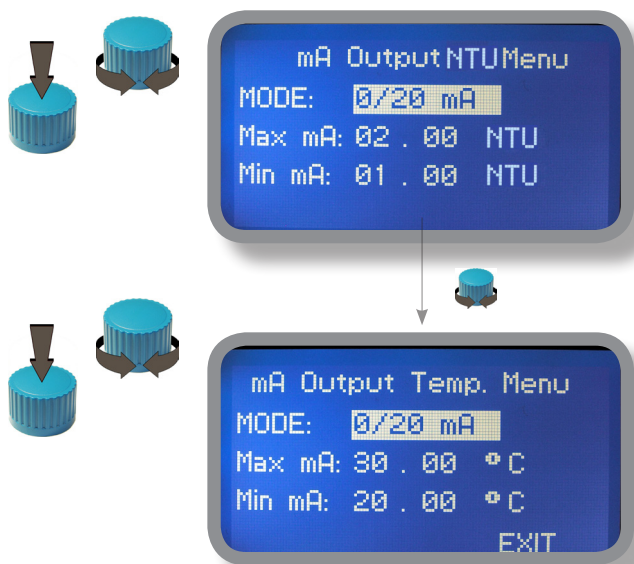 mA Output NTU Menu
MODE: 0/20 mA
Max mA: 02 . 00 NTU
Min mA: 01 . 00 NTU
mA Output Temp. Menu
MODE: 0/20 mA
Max mA: 30 . 00 °C
Min mA: 20 . 00 °C
EXIT